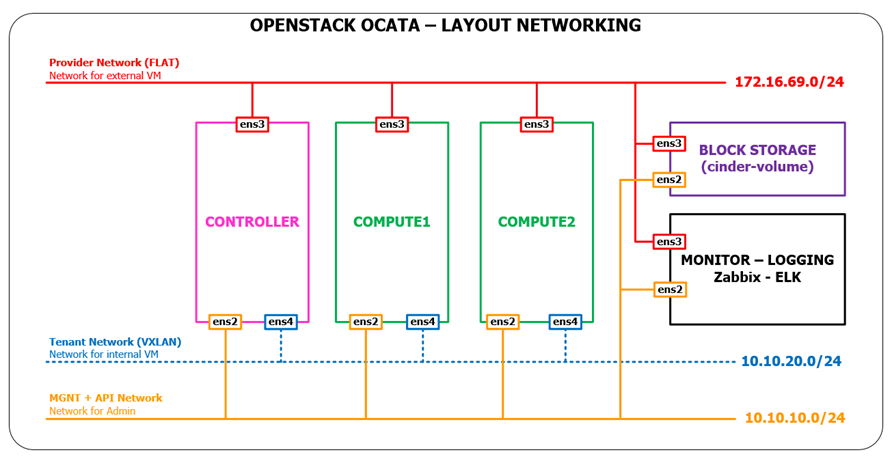 OPENSTACK OCATA – LAYOUT NETWORKING
Provider Network (FLAT)
Network for external VM
172.16.69.0/24
ens3
ens3
ens3
ens3
BLOCK STORAGE
(cinder-volume)
ens2
CONTROLLER
COMPUTE1
COMPUTE2
ens3
MONITOR – LOGGING
Zabbix - ELK
ens2
ens2
ens4
ens2
ens4
ens2
ens4
Tenant Network (VXLAN)
Network for internal VM
10.10.20.0/24
MGNT + API Network
Network for Admin
10.10.10.0/24